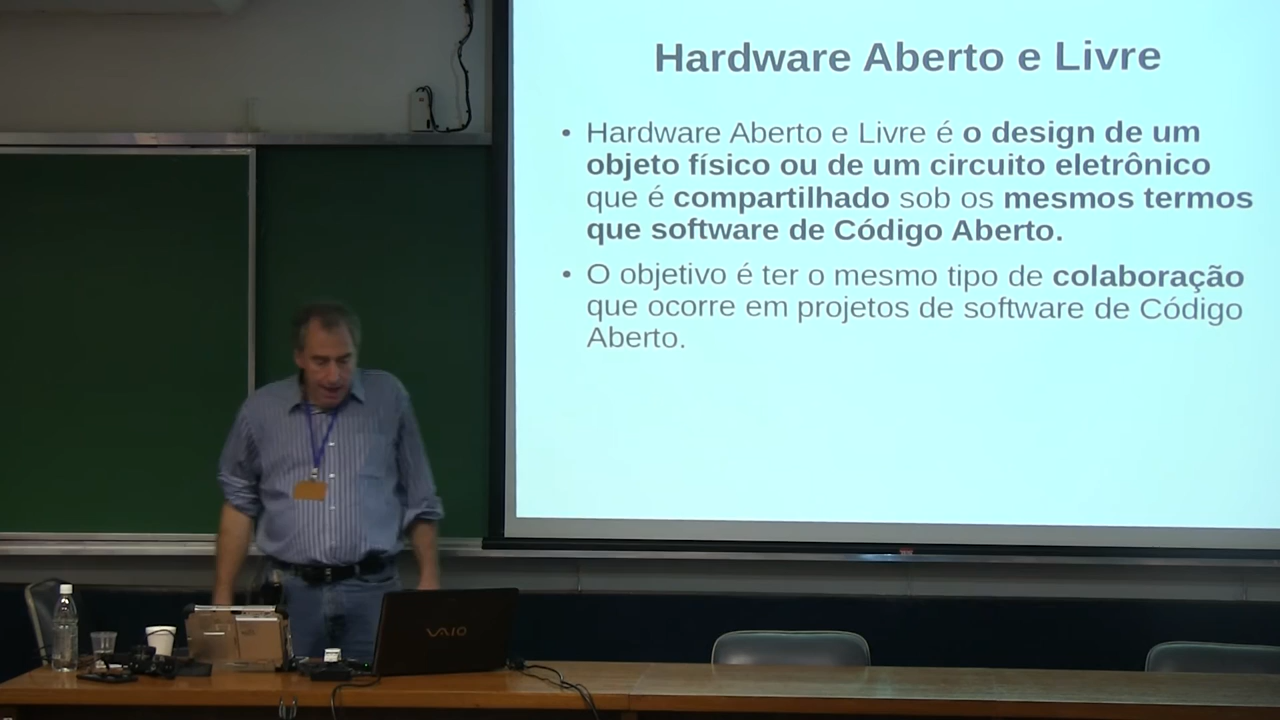 Hardware Aberto e Livre
• Hardware Aberto e Livre é o design de um
objeto físico ou de um circuito eletrônico
que é compartilhado sob os mesmos termos
que software de Código Aberto.
• O objetivo é ter o mesmo tipo de colaboração
que ocorre em projetos de software de Código
Aberto.
VAIO